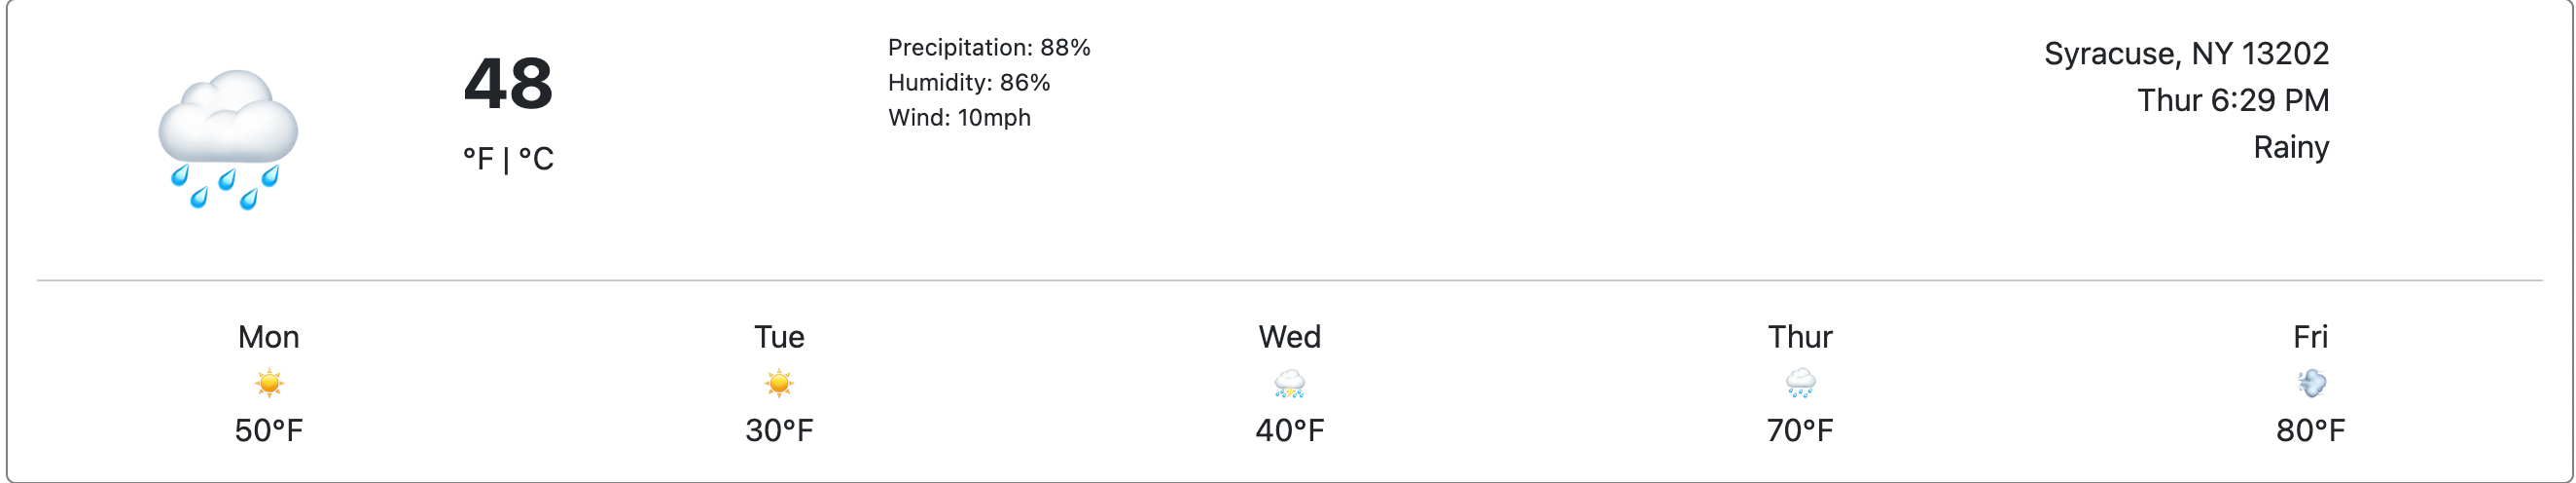 48
°F | °C
Precipitation: 88%
Humidity: 86%
Wind: 10mph
Syracuse, NY 13202
Thur 6:29 PM
Rainy
Mon
50°F
Tue
30°F
Wed
40°F
Thur
70°F
Fri
80°F